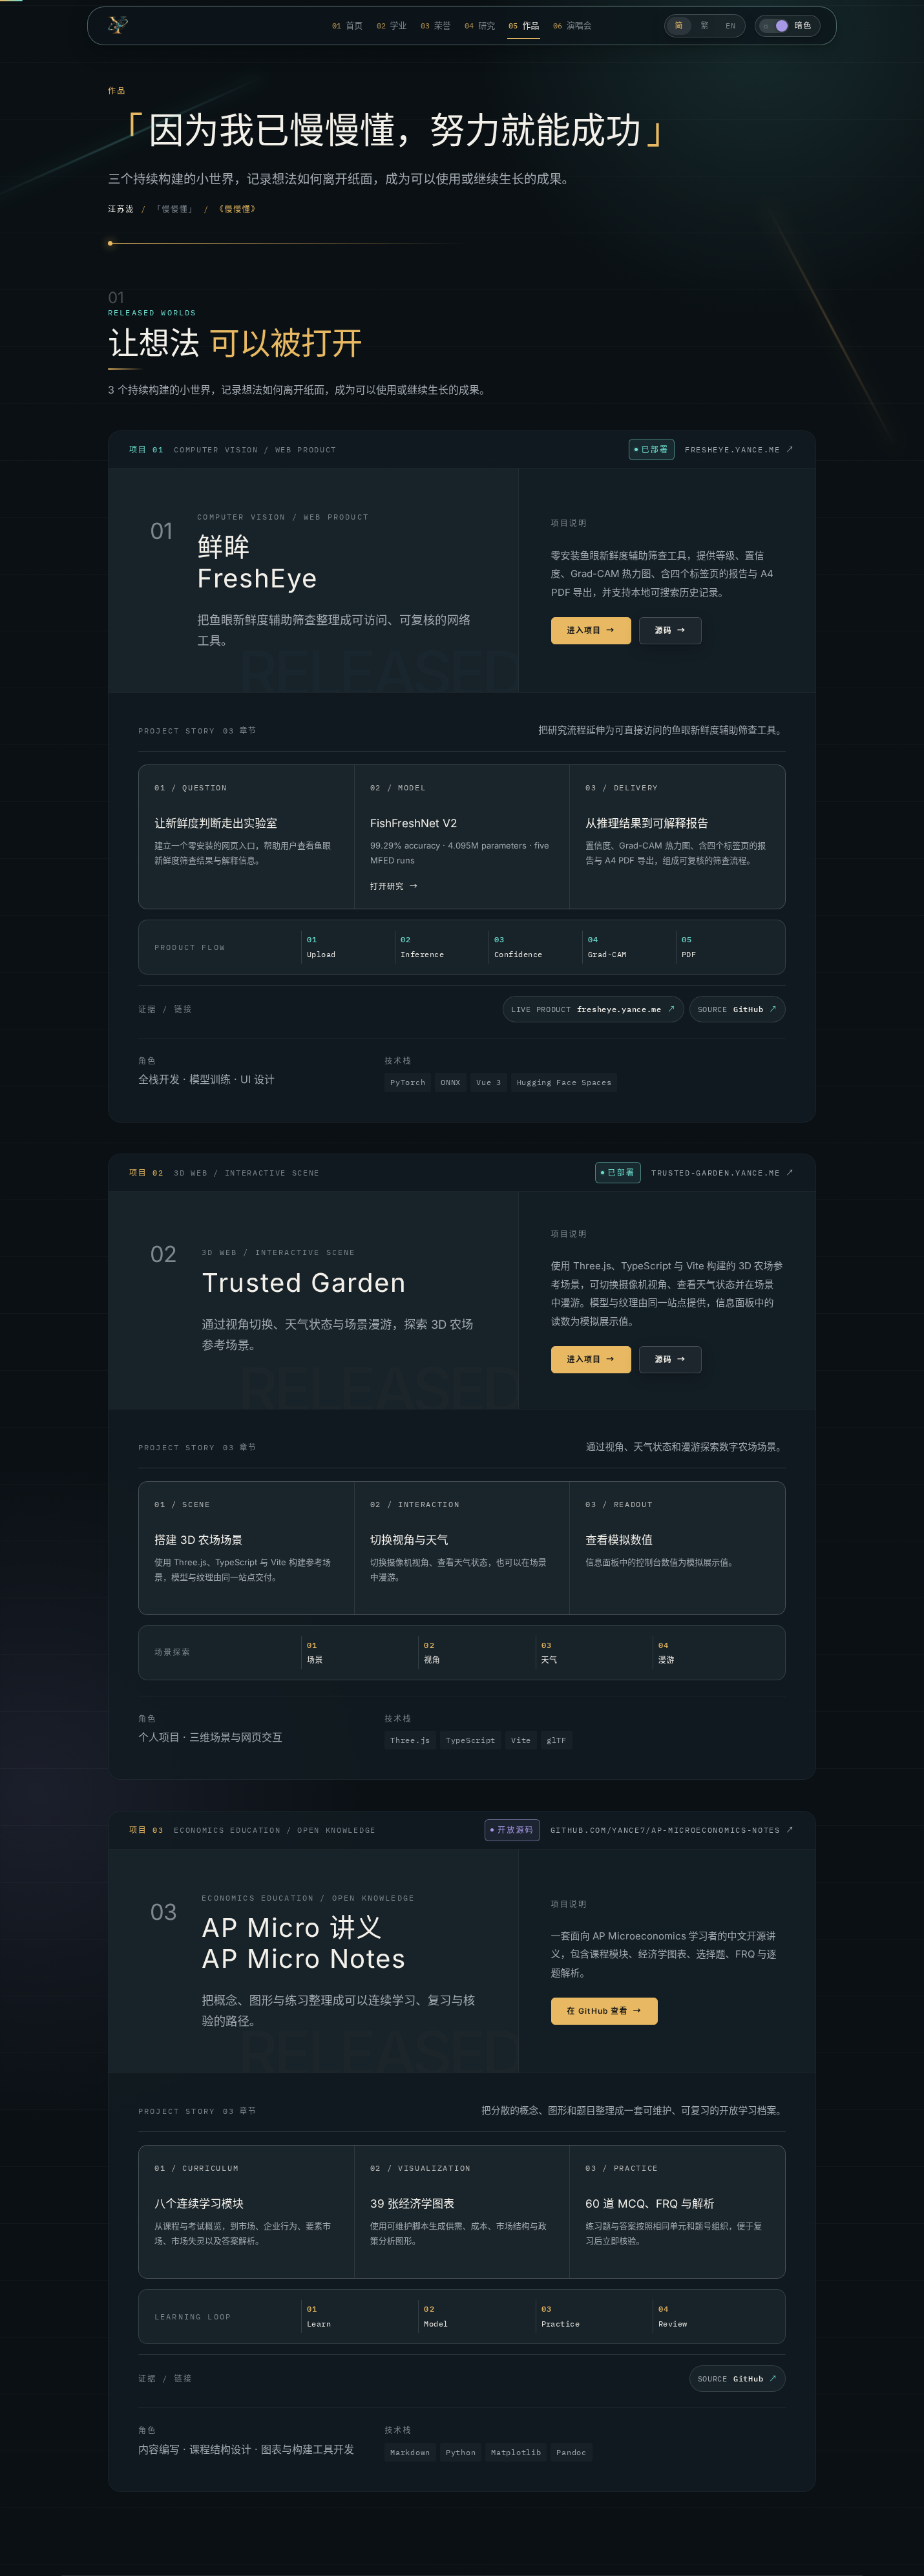 01 首页 02 学业 03 荣誉 04 研究 05 作品 06 演唱会 简 繁 EN 暗色
作品
「因为我已慢慢懂，努力就能成功」
三个持续构建的小世界，记录想法如何离开纸面，成为可以使用或继续生长的成果。
汪苏泷 / 「慢慢懂」 / 《慢慢懂》
01
RELEASED WORLDS
让想法 可以被打开
3 个持续构建的小世界，记录想法如何离开纸面，成为可以使用或继续生长的成果。
项目 01 COMPUTER VISION / WEB PRODUCT 已部署 FRESHEYE.YANCE.ME ↗
01
COMPUTER VISION / WEB PRODUCT
鲜眸
FreshEye
把鱼眼新鲜度辅助筛查整理成可访问、可复核的网络
工具。
RELEASED
项目说明
零安装鱼眼新鲜度辅助筛查工具，提供等级、置信
度、Grad-CAM 热力图、含四个标签页的报告与 A4
PDF 导出，并支持本地可搜索历史记录。
进入项目 → 源码 →
PROJECT STORY 03 章节 把研究流程延伸为可直接访问的鱼眼新鲜度辅助筛查工具。
01 / QUESTION
让新鲜度判断走出实验室
建立一个零安装的网页入口，帮助用户查看鱼眼
新鲜度筛查结果与解释信息。
02 / MODEL
FishFreshNet V2
99.29% accuracy · 4.095M parameters · five
MFED runs
打开研究 →
03 / DELIVERY
从推理结果到可解释报告
置信度、Grad-CAM 热力图、含四个标签页的报
告与 A4 PDF 导出，组成可复核的筛查流程。
PRODUCT FLOW
01
Upload
02
Inference
03
Confidence
04
Grad-CAM
05
PDF
证据 / 链接 LIVE PRODUCT fresheye.yance.me ↗ SOURCE GitHub ↗
角色
全栈开发 · 模型训练 · UI 设计
技术栈
PyTorch ONNX Vue 3 Hugging Face Spaces
项目 02 3D WEB / INTERACTIVE SCENE 已部署 TRUSTED-GARDEN.YANCE.ME ↗
02
3D WEB / INTERACTIVE SCENE
Trusted Garden
通过视角切换、天气状态与场景漫游，探索 3D 农场
参考场景。
RELEASED
项目说明
使用 Three.js、TypeScript 与 Vite 构建的 3D 农场参
考场景，可切换摄像机视角、查看天气状态并在场景
中漫游。模型与纹理由同一站点提供，信息面板中的
读数为模拟展示值。
进入项目 → 源码 →
PROJECT STORY 03 章节 通过视角、天气状态和漫游探索数字农场场景。
01 / SCENE
搭建 3D 农场场景
使用 Three.js、TypeScript 与 Vite 构建参考场
景，模型与纹理由同一站点交付。
02 / INTERACTION
切换视角与天气
切换摄像机视角、查看天气状态，也可以在场景
中漫游。
03 / READOUT
查看模拟数值
信息面板中的控制台数值为模拟展示值。
场景探索
01
场景
02
视角
03
天气
04
漫游
角色
个人项目 · 三维场景与网页交互
技术栈
Three.js TypeScript Vite glTF
项目 03 ECONOMICS EDUCATION / OPEN KNOWLEDGE 开放源码 GITHUB.COM/YANCE7/AP-MICROECONOMICS-NOTES ↗
03
ECONOMICS EDUCATION / OPEN KNOWLEDGE
AP Micro 讲义
AP Micro Notes
把概念、图形与练习整理成可以连续学习、复习与核
验的路径。
RELEASED
项目说明
一套面向 AP Microeconomics 学习者的中文开源讲
义，包含课程模块、经济学图表、选择题、FRQ 与逐
题解析。
在 GitHub 查看 →
PROJECT STORY 03 章节 把分散的概念、图形和题目整理成一套可维护、可复习的开放学习档案。
01 / CURRICULUM
八个连续学习模块
从课程与考试概览，到市场、企业行为、要素市
场、市场失灵以及答案解析。
02 / VISUALIZATION
39 张经济学图表
使用可维护脚本生成供需、成本、市场结构与政
策分析图形。
03 / PRACTICE
60 道 MCQ、FRQ 与解析
练习题与答案按照相同单元和题号组织，便于复
习后立即核验。
LEARNING LOOP
01
Learn
02
Model
03
Practice
04
Review
证据 / 链接 SOURCE GitHub ↗
角色
内容编写 · 课程结构设计 · 图表与构建工具开发
技术栈
Markdown Python Matplotlib Pandoc